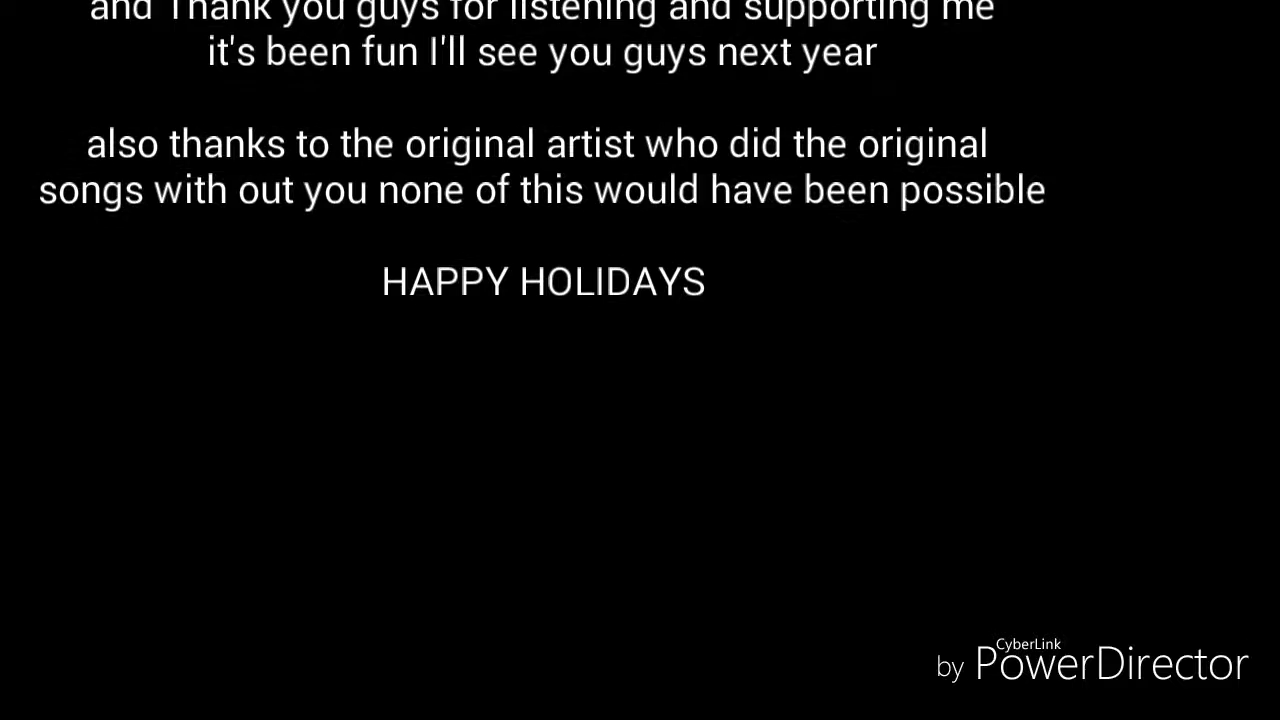 and Thank you guys for listening and supporting me
it's been fun I'll see you guys next year
also thanks to the original artist who did the original
songs with out you none of this would have been possible
HAPPY HOLIDAYS
CyberLink
by PowerDirector